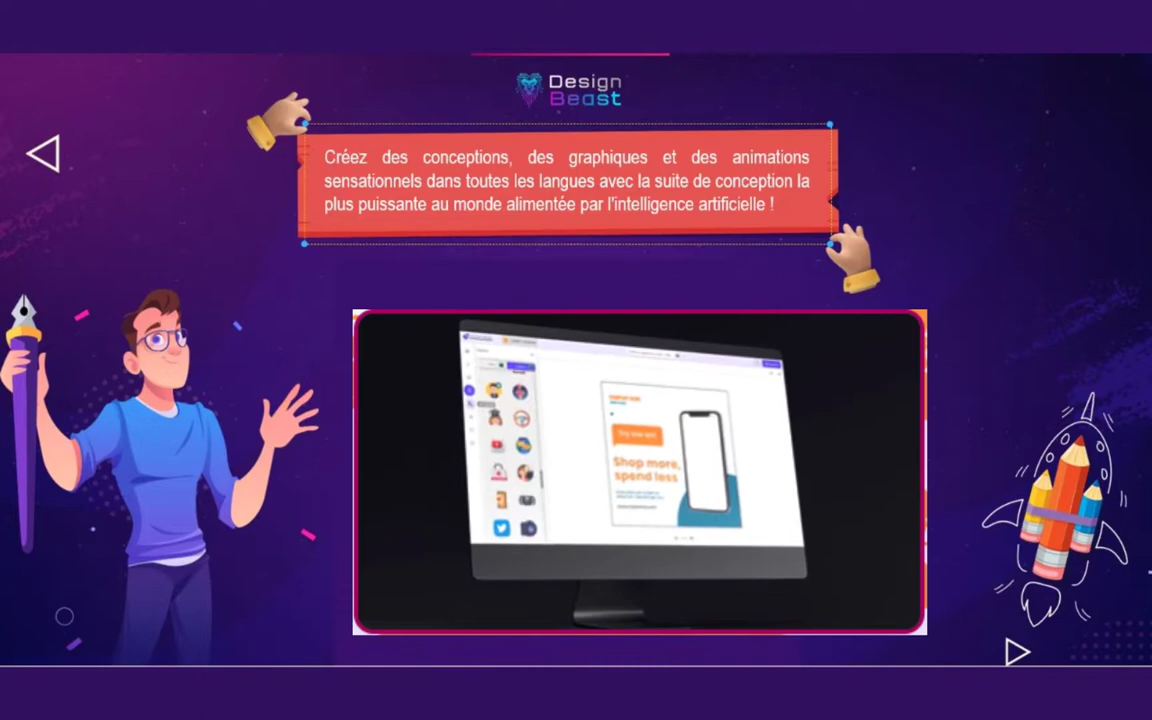 Design
Beast
Créez des conceptions, des graphiques et des animations
sensationnels dans toutes les langues avec la suite de conception la
plus puissante au monde alimentée par l'intelligence artificielle !
Shop more,
spend less